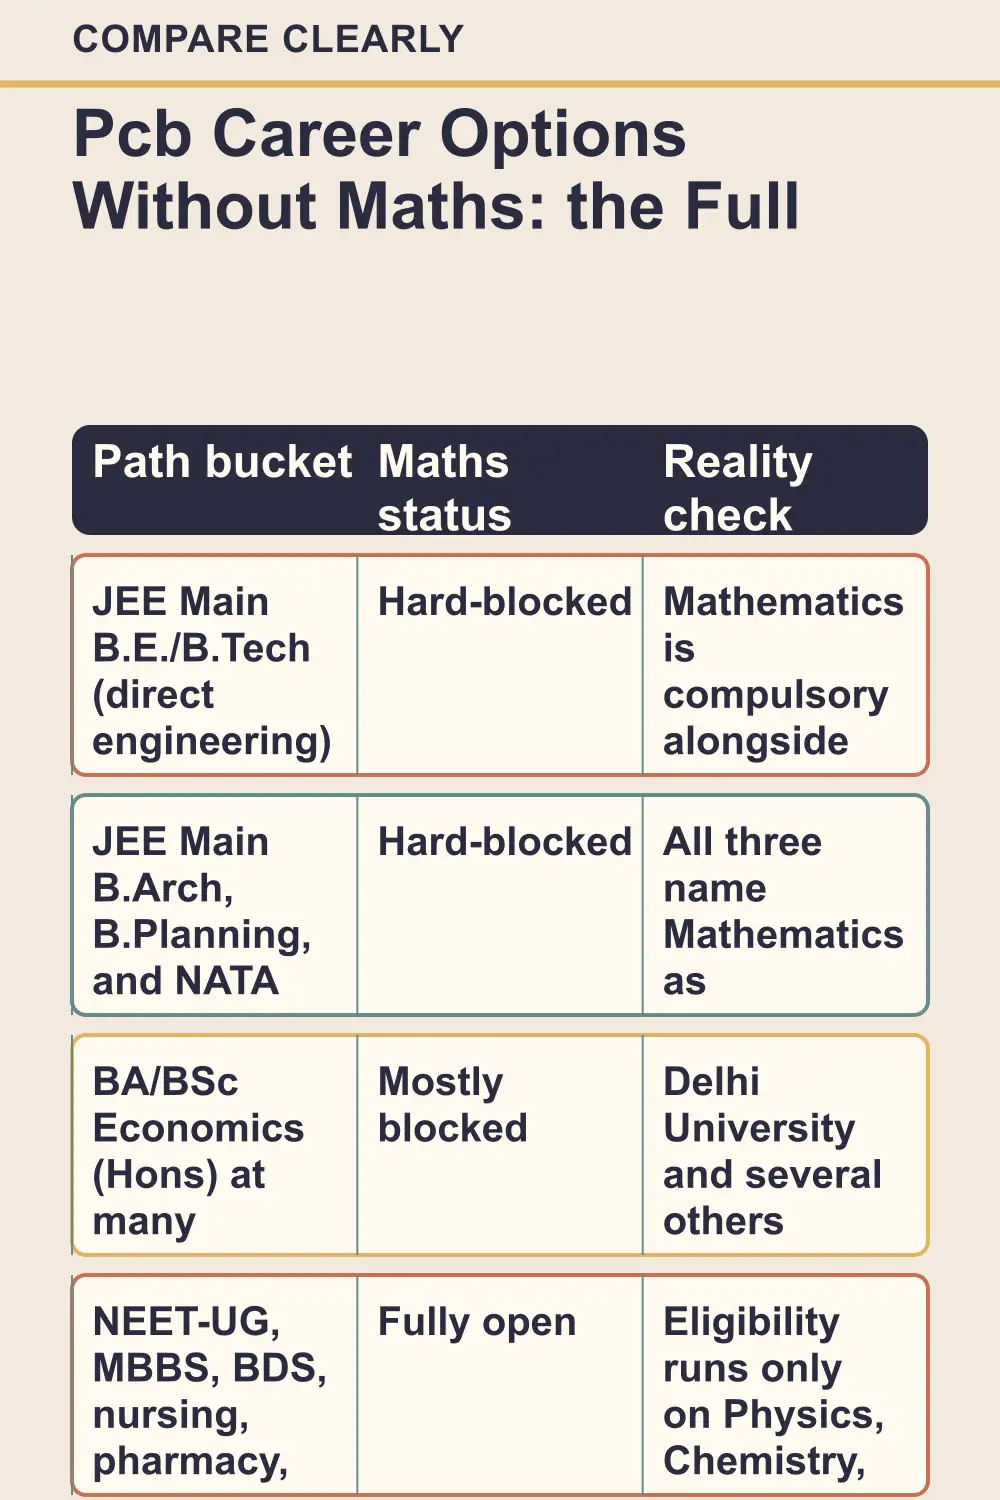 COMPARE CLEARLY
Pcb Career Options
Without Maths: the Full
Path bucket
Maths
status
Reality
check
JEE Main
B.E./B.Tech
(direct
engineering)
Hard-blocked
Mathematics
is
compulsory
alongside
JEE Main
B.Arch,
B.Planning,
and NATA
Hard-blocked
All three
name
Mathematics
as
BA/BSc
Economics
(Hons) at
many
Mostly
blocked
Delhi
University
and several
others
NEET-UG,
MBBS, BDS,
nursing,
pharmacy,
Fully open
Eligibility
runs only
on Physics,
Chemistry,